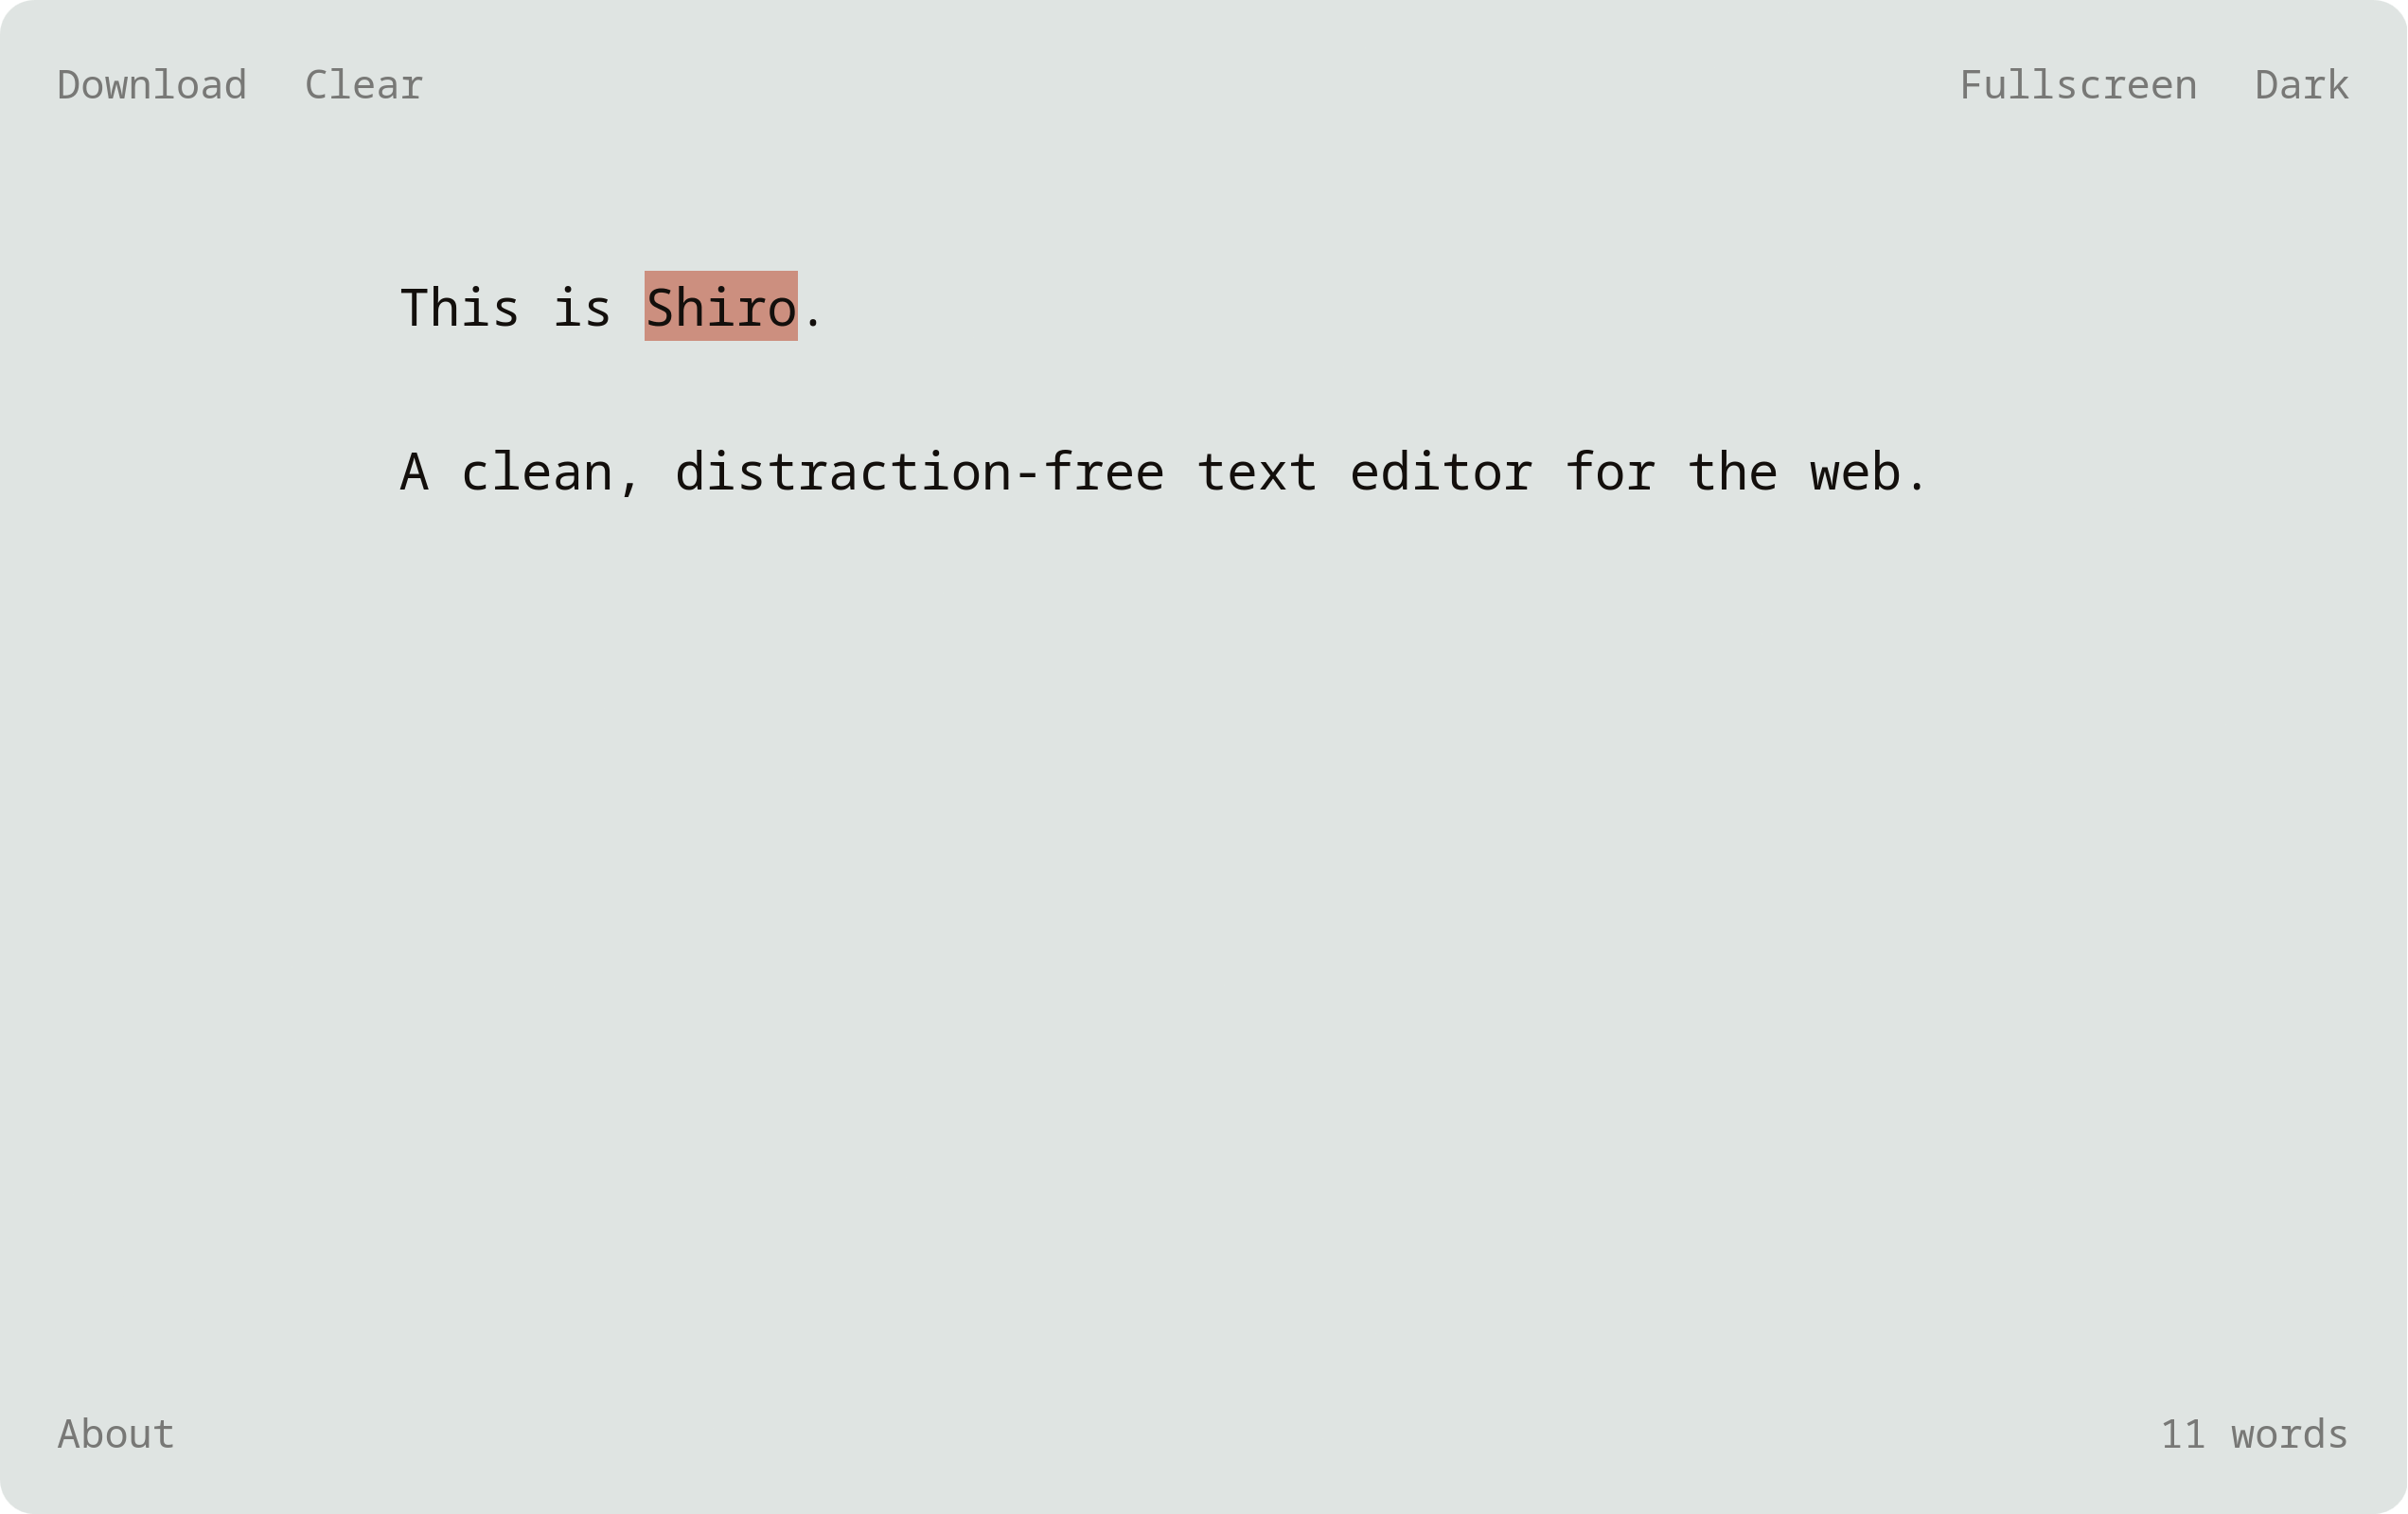 Download Clear Fullscreen Dark
This is Shiro.
A clean, distraction-free text editor for the web.
About 11 words